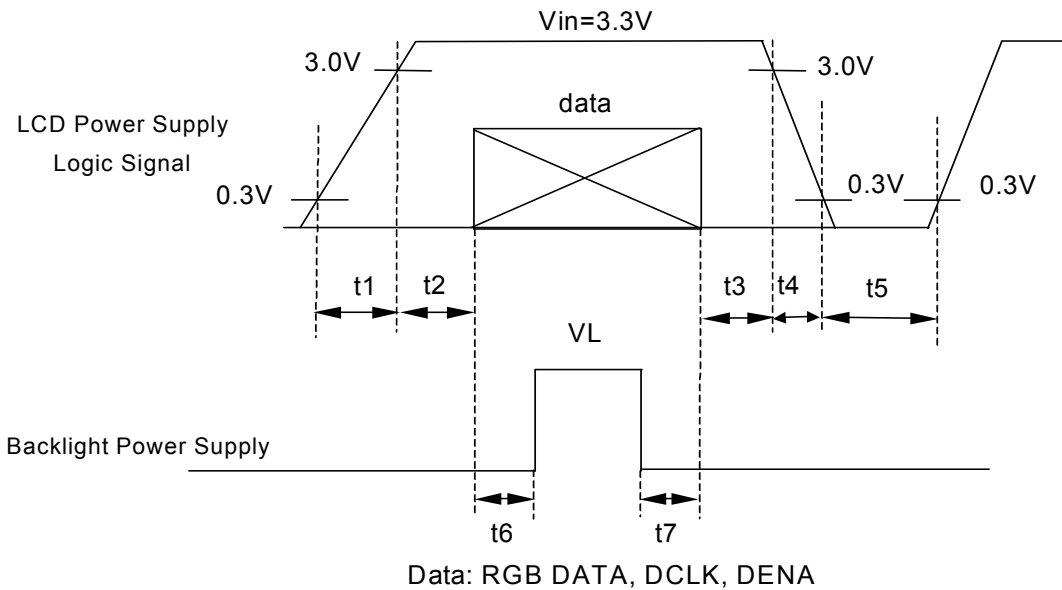 Vin=3.3V
3.0V
3.0V
data
LCD Power Supply
Logic Signal
0.3V
0.3V
0.3V
t1
t2
t3
t4
t5
VL
Backlight Power Supply
t6
t7
Data: RGB DATA, DCLK, DENA